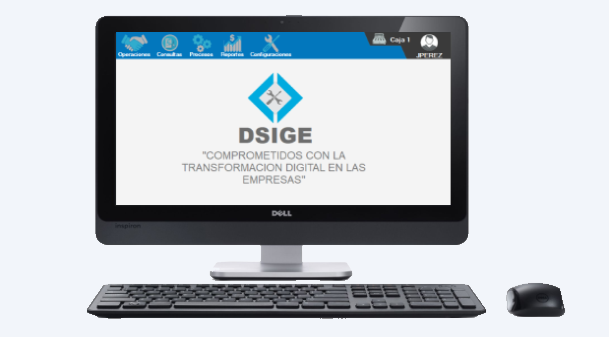 Operaciones Consultas Procesos Reportes Configuraciones Caja 1
JPEREZ
DSIGE
"COMPROMETIDOS CON LA
TRANSFORMACION DIGITAL EN LAS
EMPRESAS"
DELL